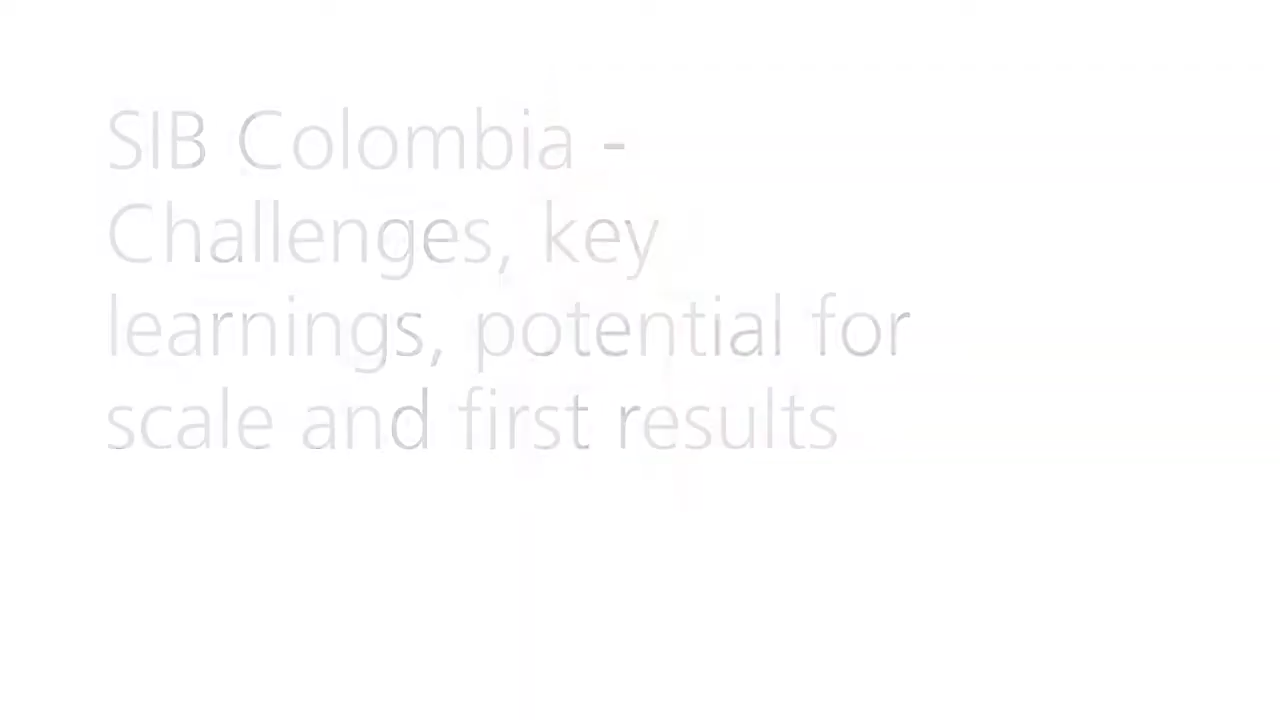 SIB Colombia -
Challenges, key
learnings, potential for
scale and first results